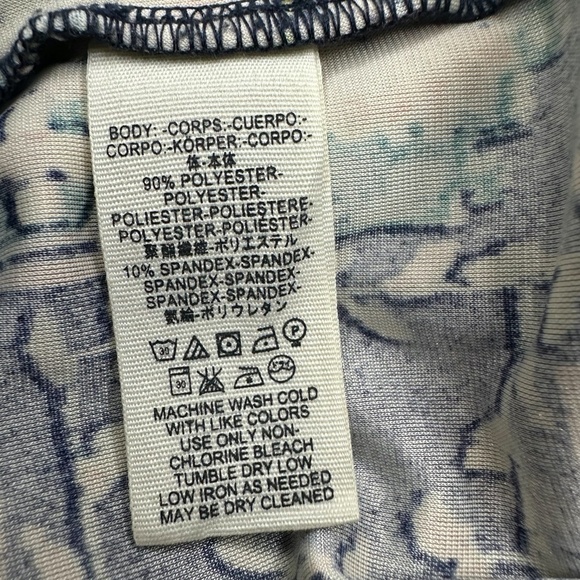 BODY:-CORPS:-CUERPO:-
CORPO:-KÖRPER:-CORPO:-
体-本体
90% POLYESTER-
POLYESTER-
POLIESTER-POLIESTERE-
POLYESTER-POLIÉSTER-
聚酯纖維-ポリエステル
10% SPANDEX-SPANDEX-
SPANDEX-SPANDEX-
SPANDEX-SPANDEX-
氨綸-ポリウレタン
30 P
30
MACHINE WASH COLD
WITH LIKE COLORS
USE ONLY NON-
CHLORINE BLEACH
TUMBLE DRY LOW
LOW IRON AS NEEDED
MAY BE DRY CLEANED